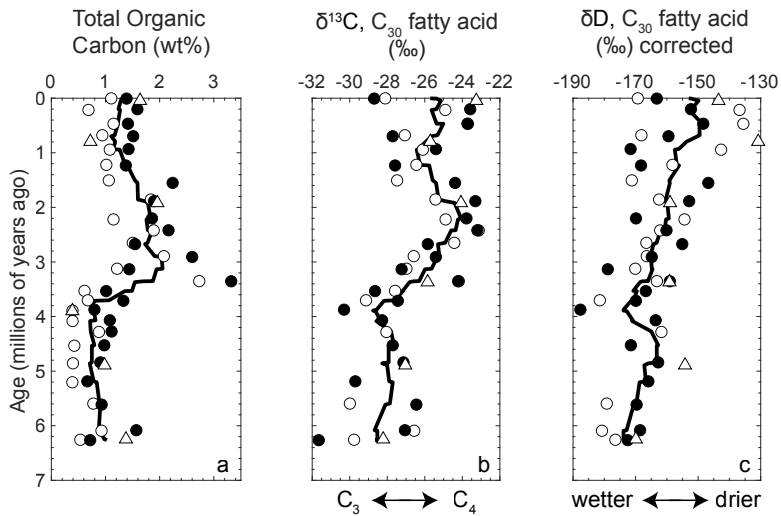 Total Organic
Carbon (wt%)
δ¹³C, C₃₀ fatty acid
(‰)
δD, C₃₀ fatty acid
(‰) corrected
0 1 2 3
-32 -30 -28 -26 -24 -22
-190 -170 -150 -130
Age (millions of years ago)
0
1
2
3
4
5
6
7
a
b
c
C₃ C₄
wetter drier